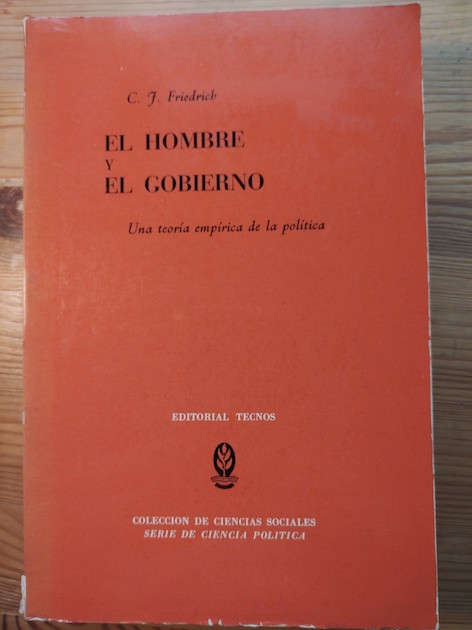 C. J. Friedrich
EL HOMBRE
Y
EL GOBIERNO
Una teoría empírica de la política
EDITORIAL TECNOS
COLECCION DE CIENCIAS SOCIALES
SERIE DE CIENCIA POLITICA